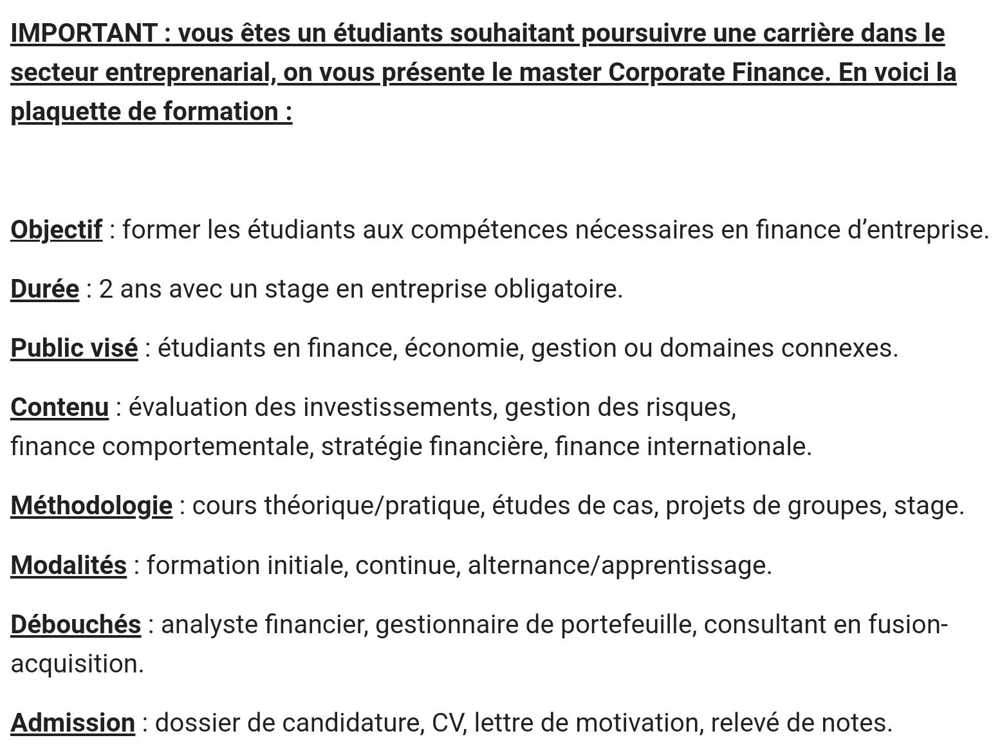 IMPORTANT : vous êtes un étudiants souhaitant poursuivre une carrière dans le
secteur entreprenarial, on vous présente le master Corporate Finance. En voici la
plaquette de formation :
Objectif : former les étudiants aux compétences nécessaires en finance d’entreprise.
Durée : 2 ans avec un stage en entreprise obligatoire.
Public visé : étudiants en finance, économie, gestion ou domaines connexes.
Contenu : évaluation des investissements, gestion des risques,
finance comportementale, stratégie financière, finance internationale.
Méthodologie : cours théorique/pratique, études de cas, projets de groupes, stage.
Modalités : formation initiale, continue, alternance/apprentissage.
Débouchés : analyste financier, gestionnaire de portefeuille, consultant en fusion-
acquisition.
Admission : dossier de candidature, CV, lettre de motivation, relevé de notes.